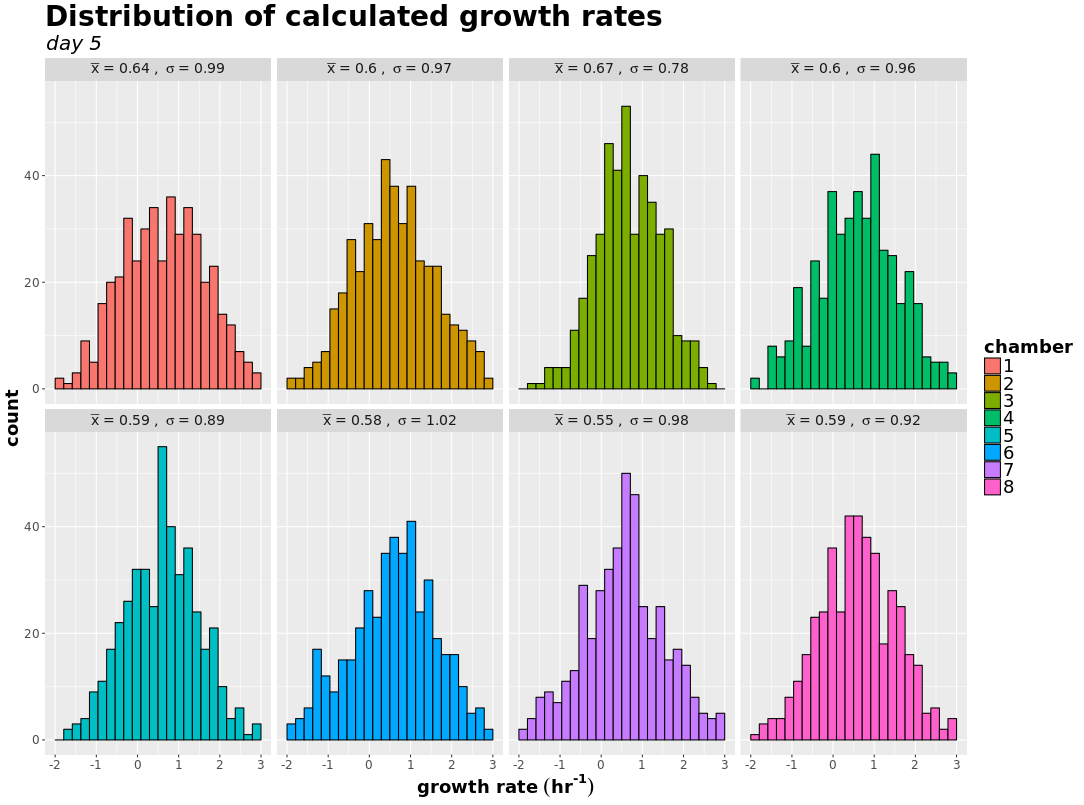 Distribution of calculated growth rates
day 5
x̅ = 0.64 , σ = 0.99
x̅ = 0.6 , σ = 0.97
x̅ = 0.67 , σ = 0.78
x̅ = 0.6 , σ = 0.96
40
20
0
x̅ = 0.59 , σ = 0.89
x̅ = 0.58 , σ = 1.02
x̅ = 0.55 , σ = 0.98
x̅ = 0.59 , σ = 0.92
40
20
0
-2 -1 0 1 2 3
-2 -1 0 1 2 3
-2 -1 0 1 2 3
-2 -1 0 1 2 3
growth rate (hr⁻¹)
count
chamber
1
2
3
4
5
6
7
8